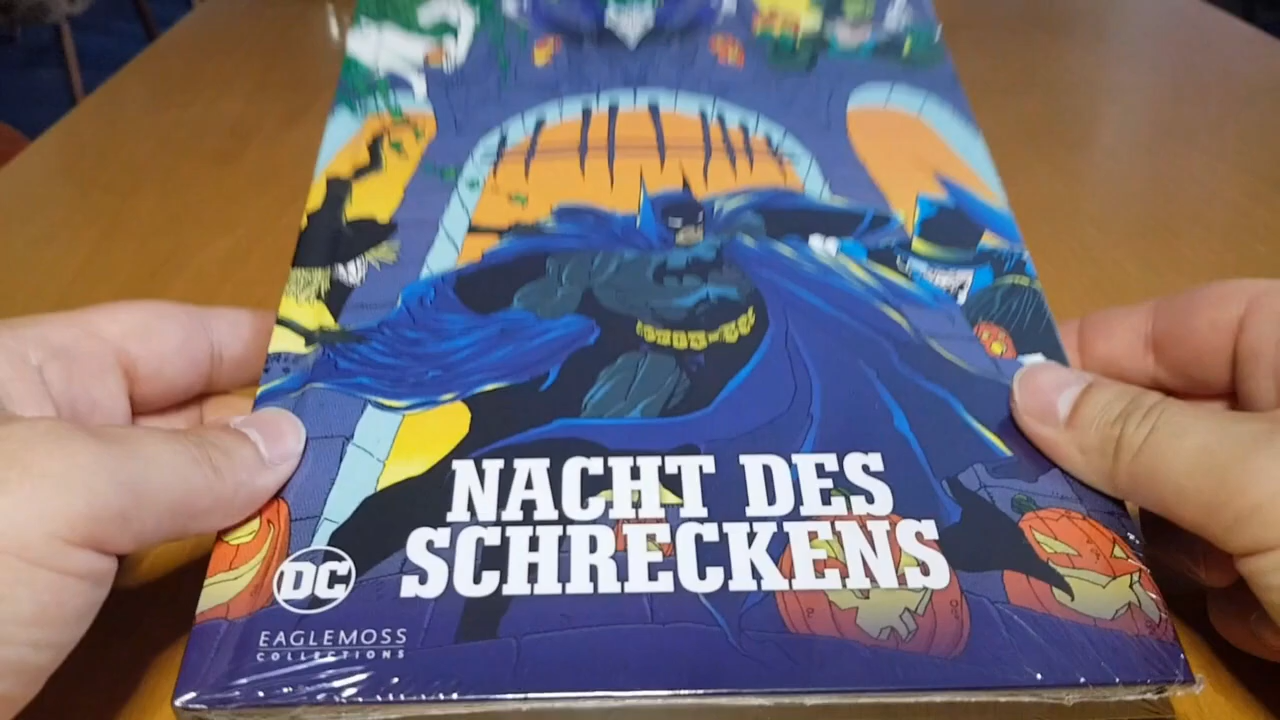 NACHT DES
SCHRECKENS
DC
EAGLEMOSS
COLLECTIONS